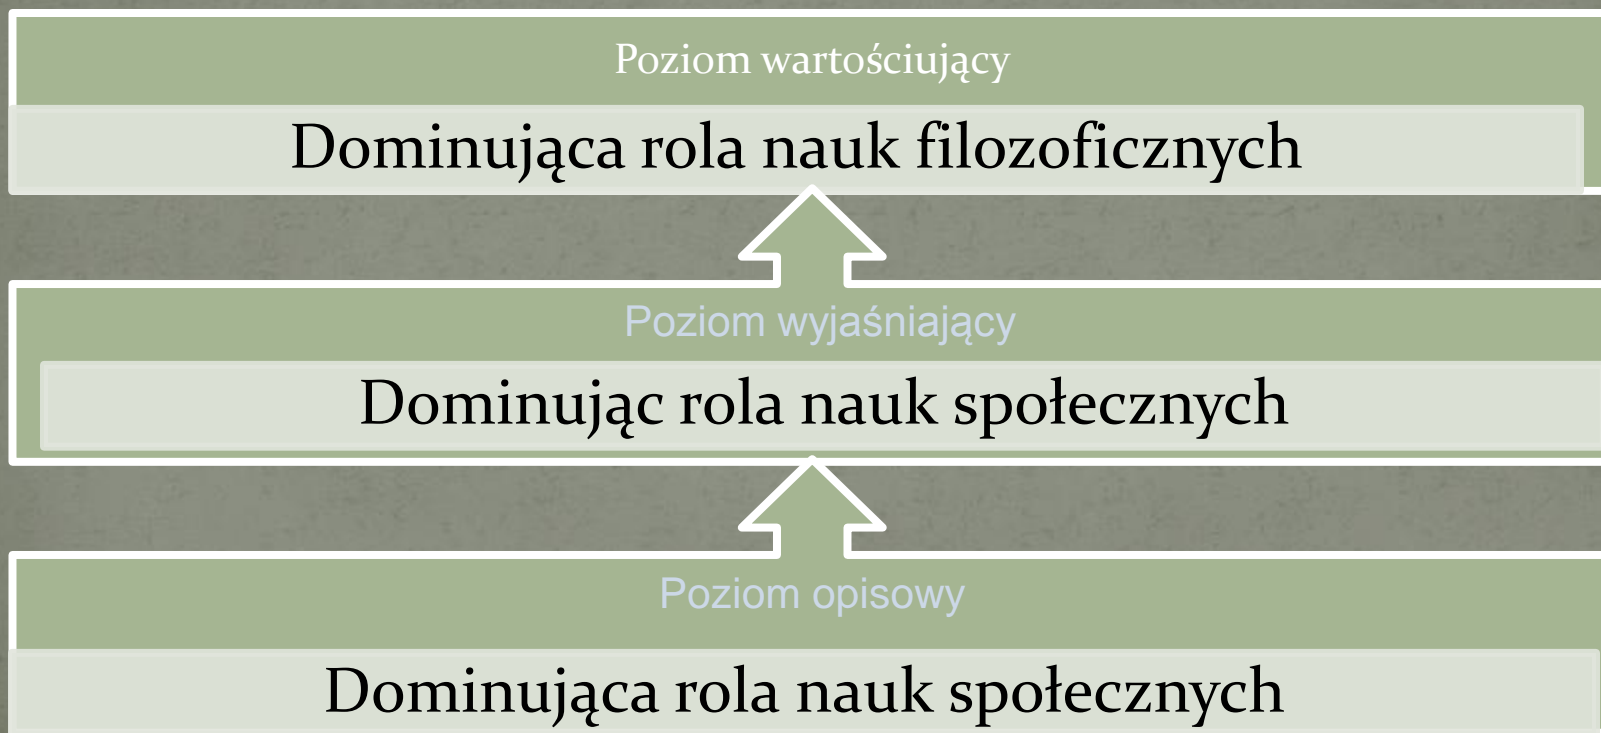 Poziom wartościujący
Dominująca rola nauk filozoficznych
Poziom wyjaśniający
Dominując rola nauk społecznych
Poziom opisowy
Dominująca rola nauk społecznych